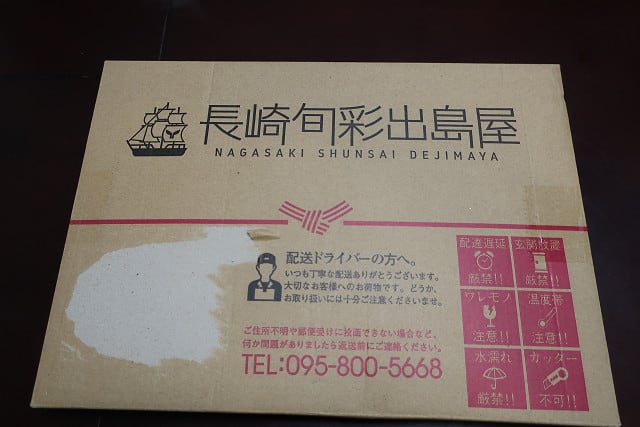 長崎旬彩出島屋
NAGASAKI SHUNSAI DEJIMAYA
配送ドライバーの方へ。
いつも丁寧な配送ありがとうございます。
大切なお客様へのお荷物です。どうか、
お取り扱いには十分ご注意くださいませ。
ご住所不明や郵便受けに投函できない場合など、
何か問題がありましたら返送前にご連絡ください。
TEL:095-800-5668
配達遅延
厳禁!!
玄関放置
厳禁!!
ワレモノ
注意!!
温度帯
注意!!
水濡れ
厳禁!!
カッター
不可!!